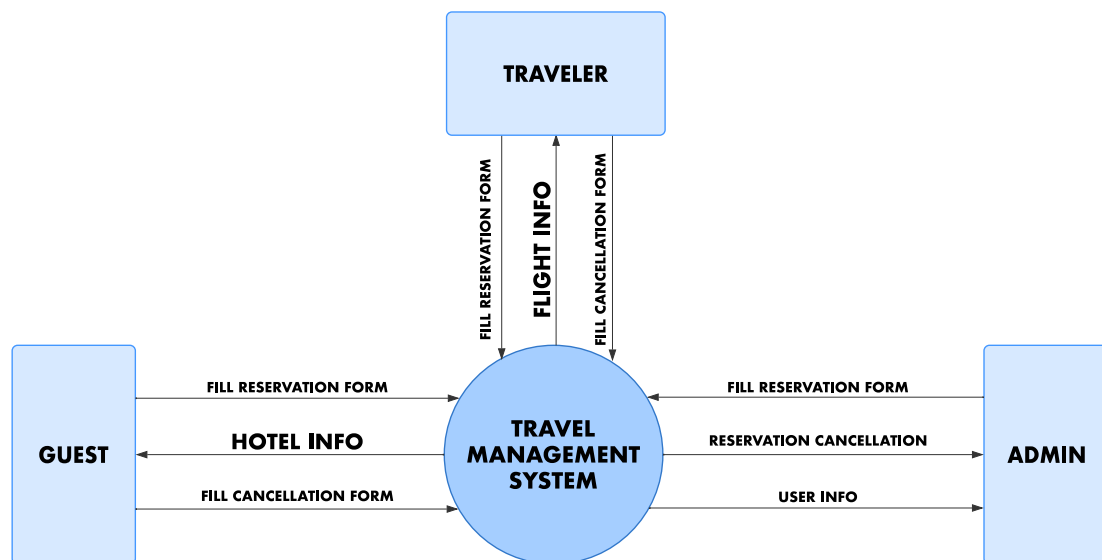 TRAVELER
FILL RESERVATION FORM
FLIGHT INFO
FILL CANCELLATION FORM
FILL RESERVATION FORM
HOTEL INFO
FILL CANCELLATION FORM
GUEST
TRAVEL
MANAGEMENT
SYSTEM
FILL RESERVATION FORM
RESERVATION CANCELLATION
USER INFO
ADMIN